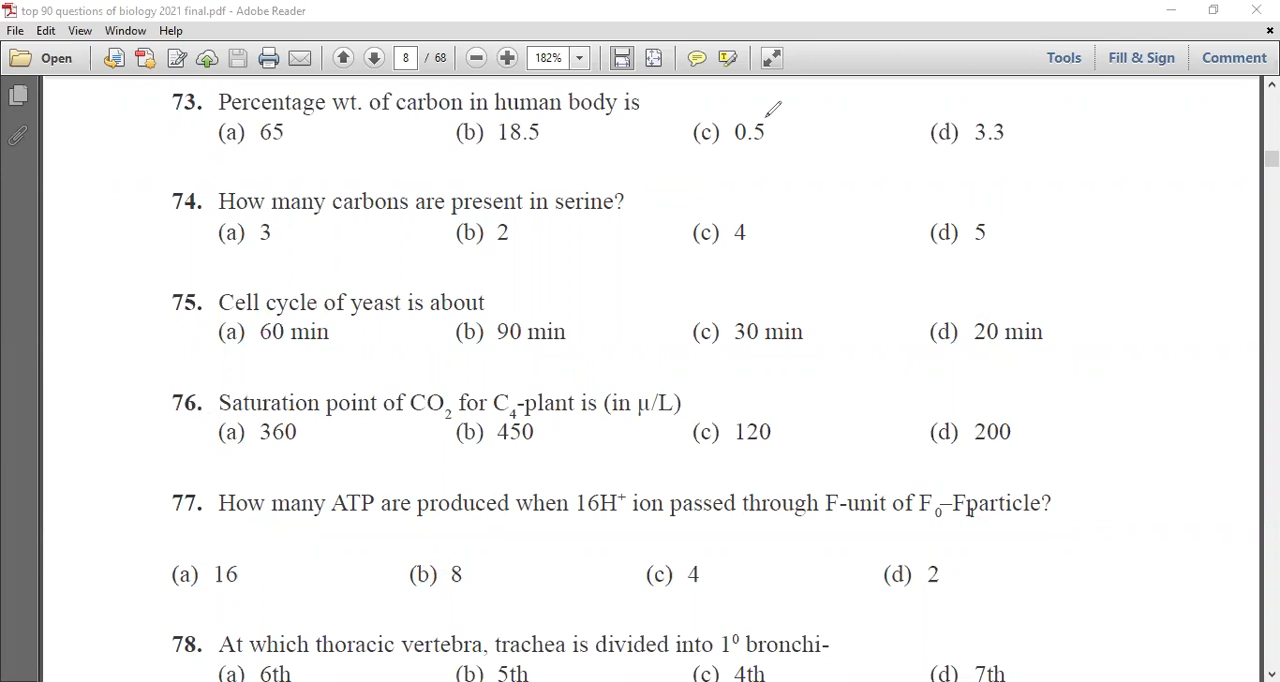 top 90 questions of biology 2021 final.pdf - Adobe Reader
File Edit View Window Help
Open 8 / 68 182% Tools Fill & Sign Comment
73. Percentage wt. of carbon in human body is
(a) 65 (b) 18.5 (c) 0.5 (d) 3.3
74. How many carbons are present in serine?
(a) 3 (b) 2 (c) 4 (d) 5
75. Cell cycle of yeast is about
(a) 60 min (b) 90 min (c) 30 min (d) 20 min
76. Saturation point of CO₂ for C₄-plant is (in µ/L)
(a) 360 (b) 450 (c) 120 (d) 200
77. How many ATP are produced when 16H⁺ ion passed through F-unit of F₀–F₁particle?
(a) 16 (b) 8 (c) 4 (d) 2
78. At which thoracic vertebra, trachea is divided into 1⁰ bronchi-
(a) 6th (b) 5th (c) 4th (d) 7th